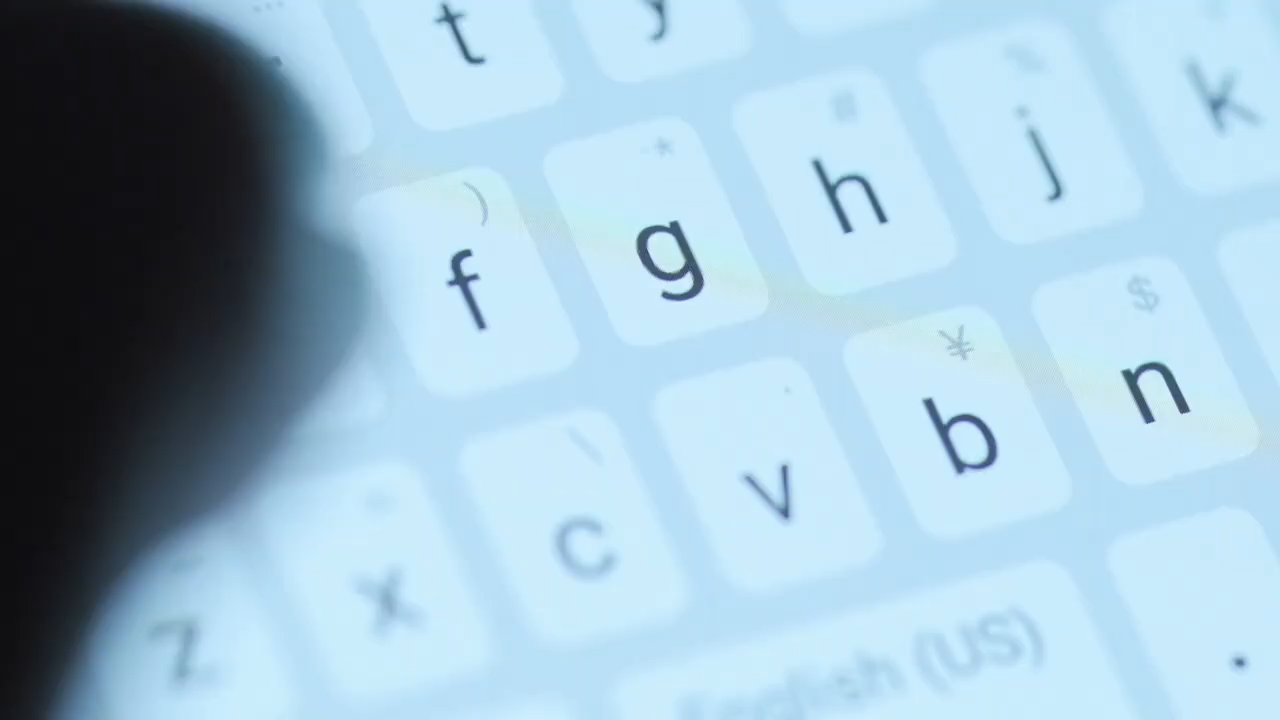 t y
) * #
f g h j k
\ ¥ $
z x c v b n
English (US) .